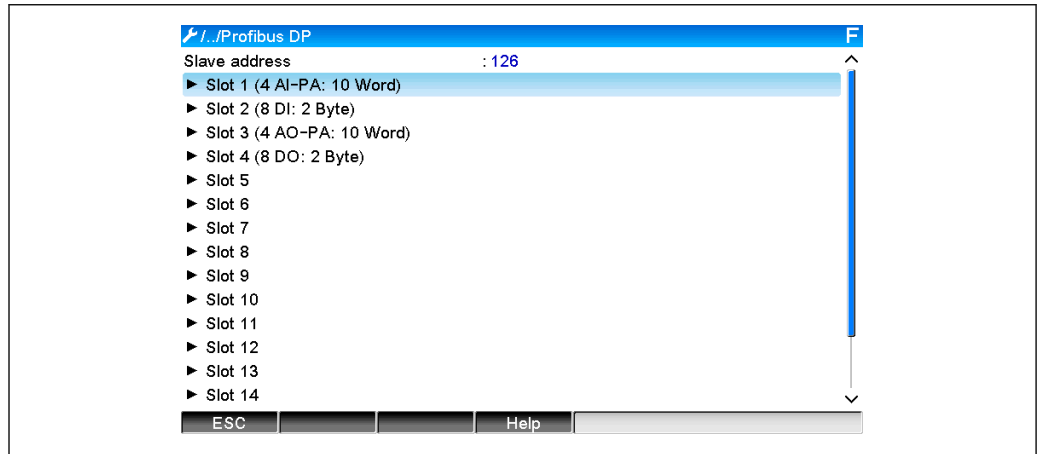 /../Profibus DP F
Slave address : 126
► Slot 1 (4 AI-PA: 10 Word)
► Slot 2 (8 DI: 2 Byte)
► Slot 3 (4 AO-PA: 10 Word)
► Slot 4 (8 DO: 2 Byte)
► Slot 5
► Slot 6
► Slot 7
► Slot 8
► Slot 9
► Slot 10
► Slot 11
► Slot 12
► Slot 13
► Slot 14
ESC Help